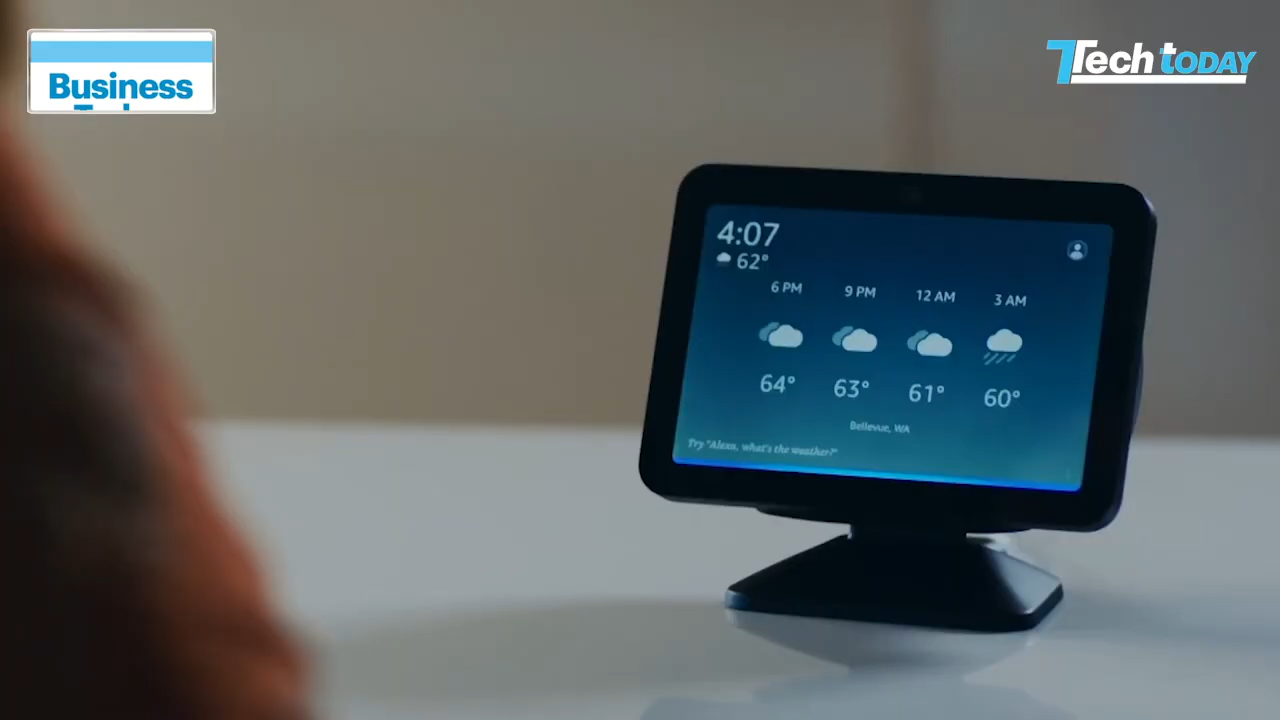 Business
Tech today
4:07
62°
6 PM 9 PM 12 AM 3 AM
64° 63° 61° 60°
Bellevue, WA
Try "Alexa, what's the weather?"